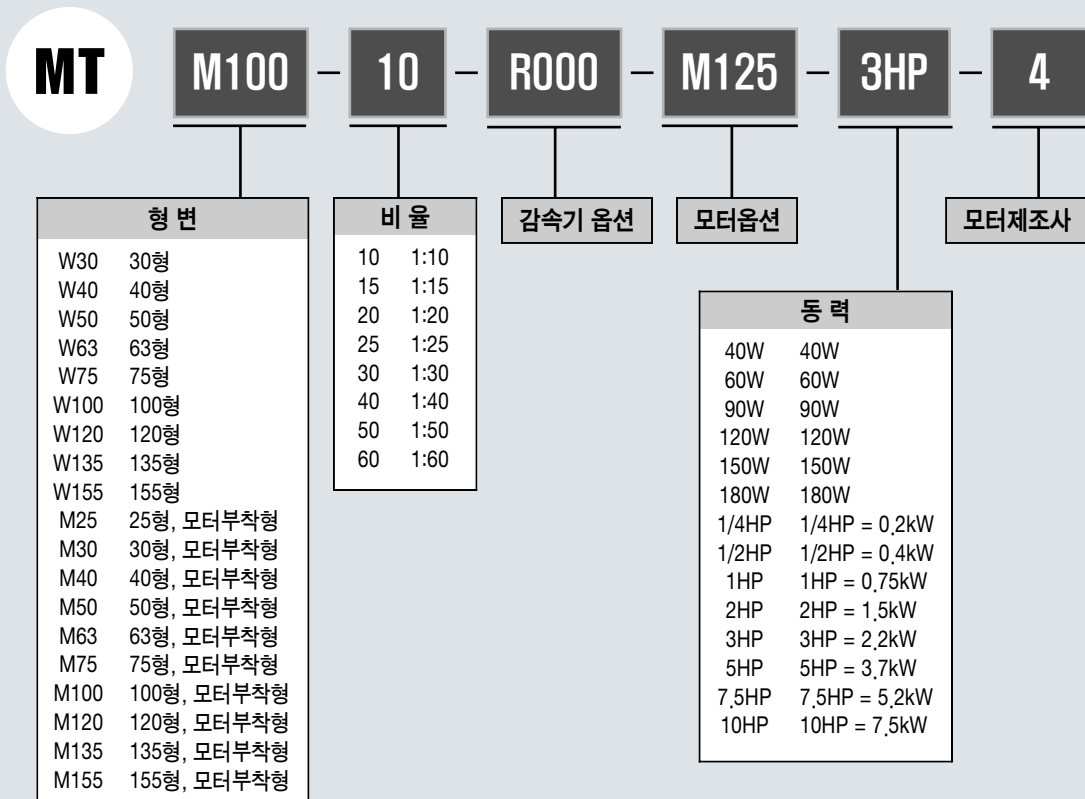 MT M100 - 10 - R000 - M125 - 3HP - 4
형 변
W30 30형
W40 40형
W50 50형
W63 63형
W75 75형
W100 100형
W120 120형
W135 135형
W155 155형
M25 25형, 모터부착형
M30 30형, 모터부착형
M40 40형, 모터부착형
M50 50형, 모터부착형
M63 63형, 모터부착형
M75 75형, 모터부착형
M100 100형, 모터부착형
M120 120형, 모터부착형
M135 135형, 모터부착형
M155 155형, 모터부착형
비 율
10 1:10
15 1:15
20 1:20
25 1:25
30 1:30
40 1:40
50 1:50
60 1:60
감속기 옵션
모터옵션
동 력
40W 40W
60W 60W
90W 90W
120W 120W
150W 150W
180W 180W
1/4HP 1/4HP = 0.2kW
1/2HP 1/2HP = 0.4kW
1HP 1HP = 0.75kW
2HP 2HP = 1.5kW
3HP 3HP = 2.2kW
5HP 5HP = 3.7kW
7.5HP 7.5HP = 5.2kW
10HP 10HP = 7.5kW
모터제조사